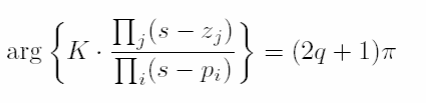 arg { K · ∏_j (s − z_j) / ∏_i (s − p_i) } = (2q + 1)π